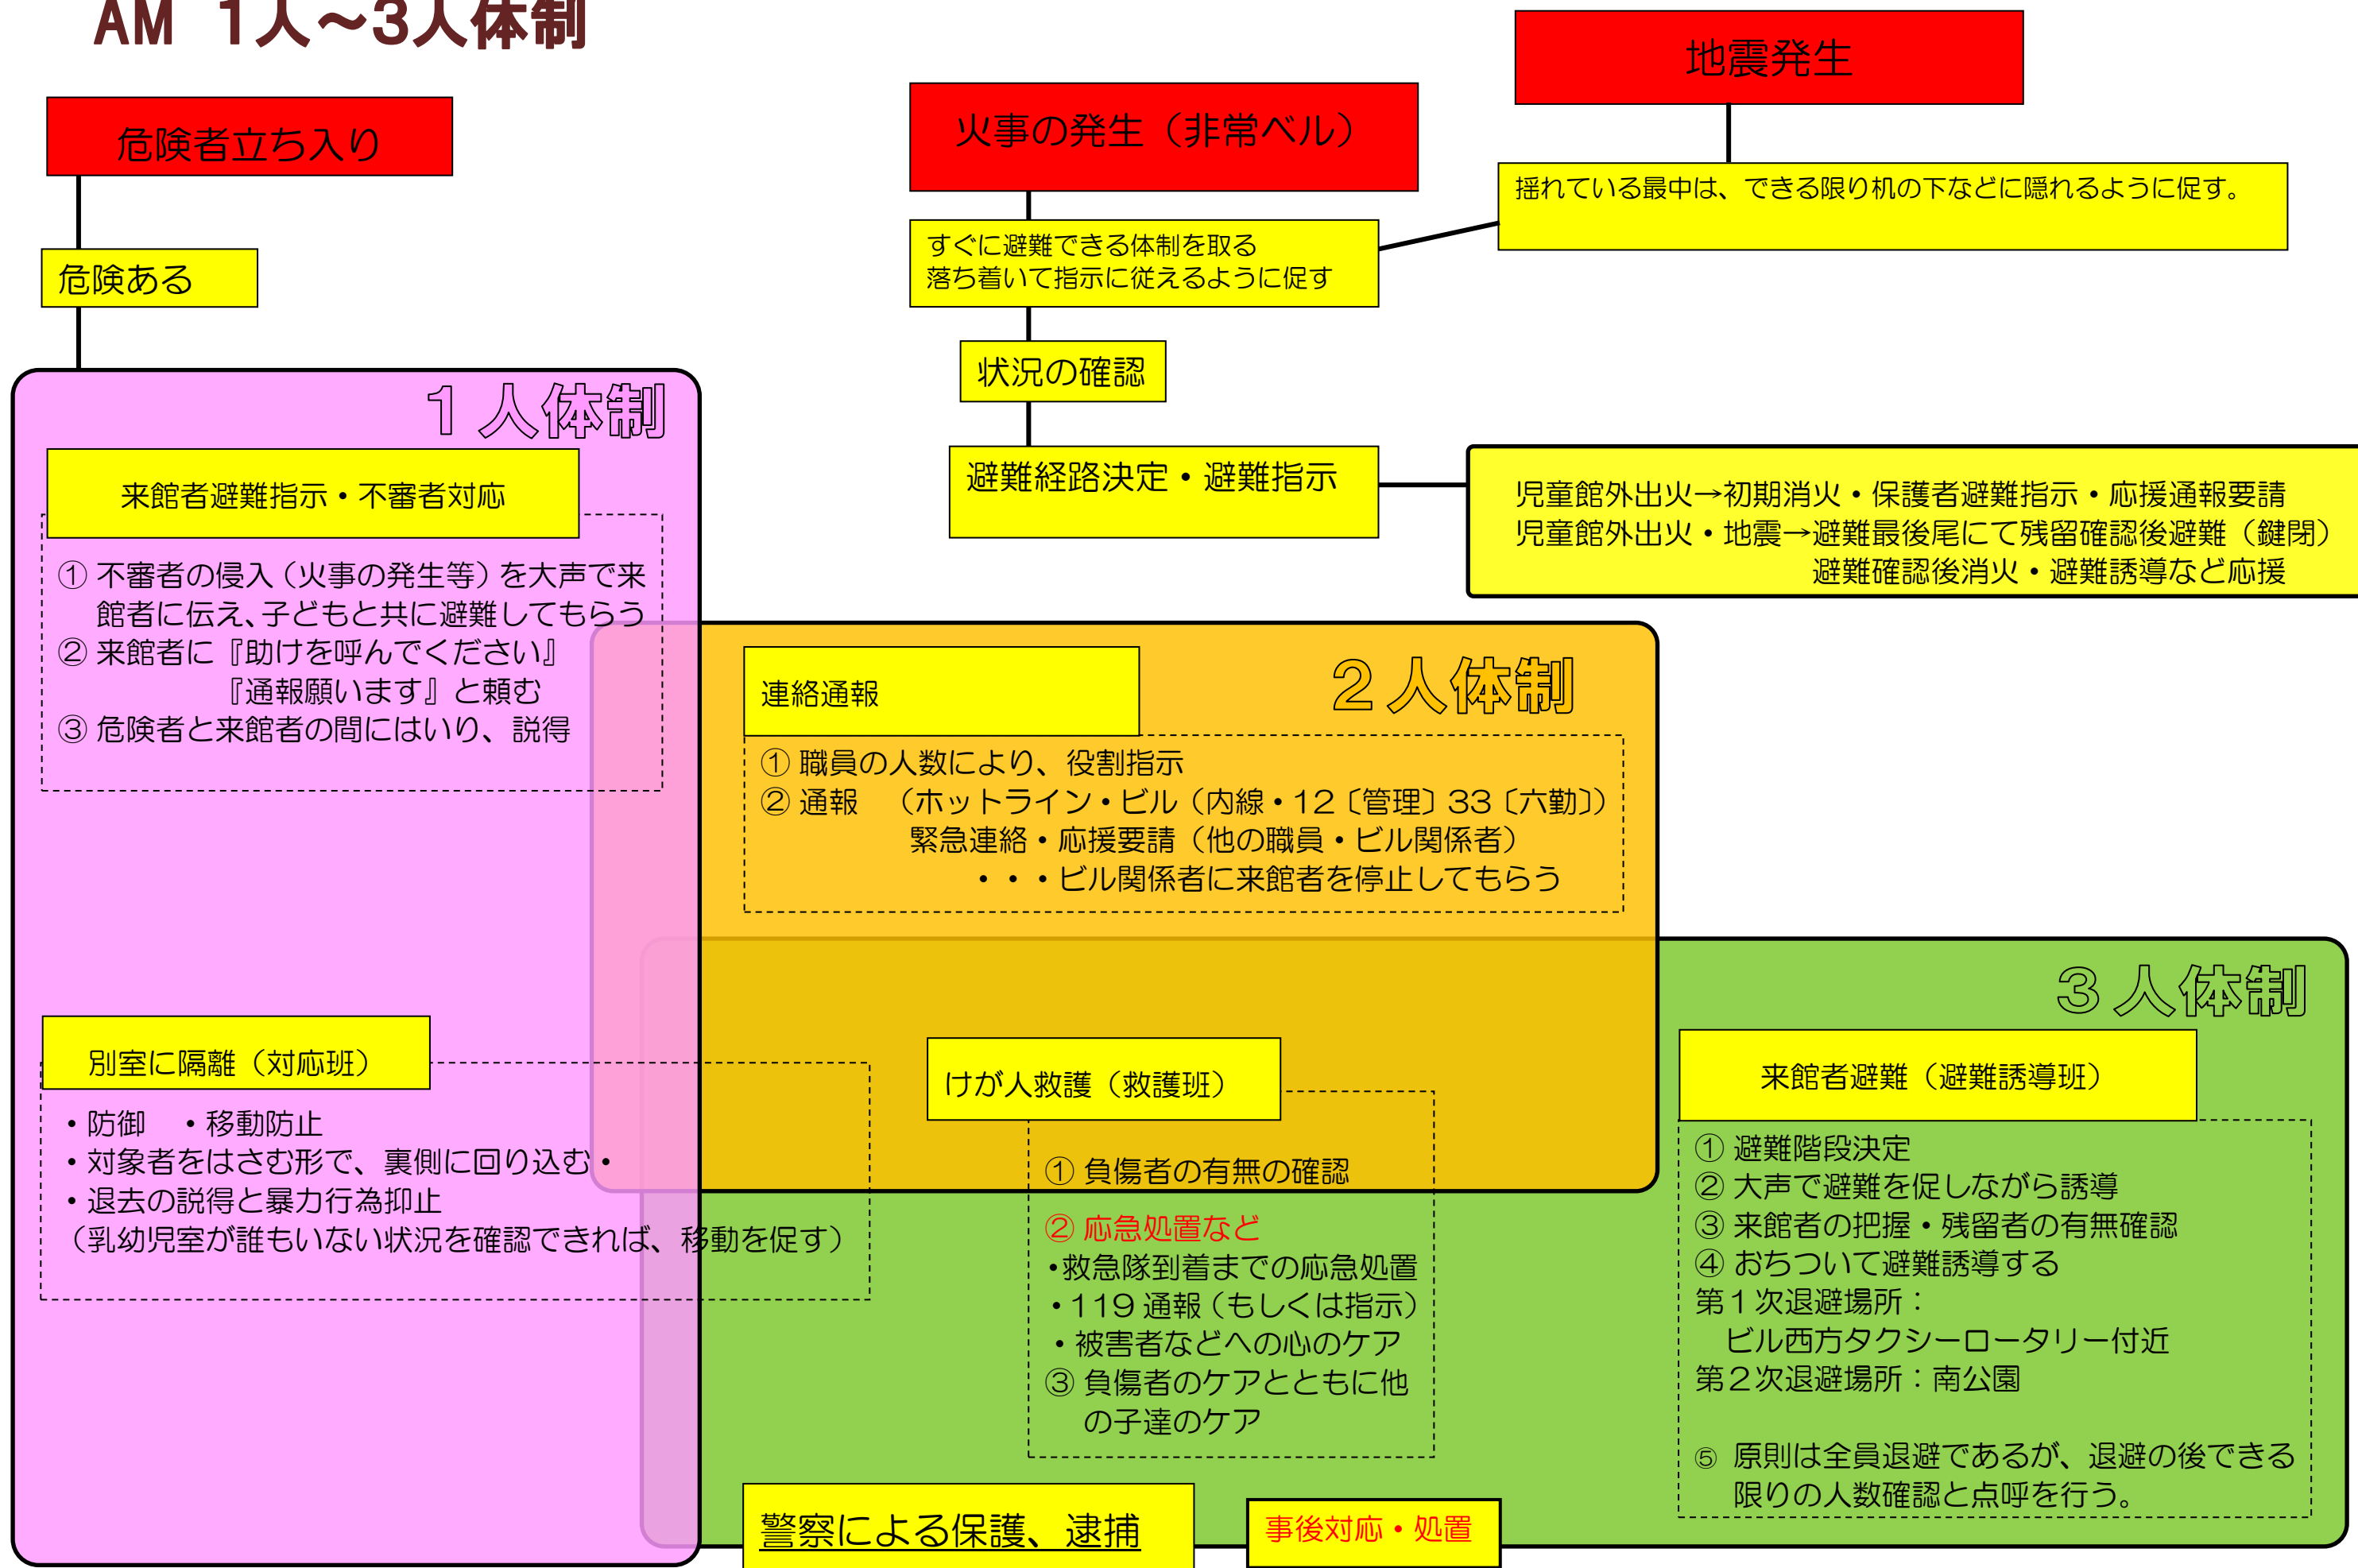 AM 1人～3人体制
地震発生
火事の発生（非常ベル）
危険者立ち入り
揺れている最中は、できる限り机の下などに隠れるように促す。
すぐに避難できる体制を取る
落ち着いて指示に従えるように促す
危険ある
状況の確認
1人体制
避難経路決定・避難指示
来館者避難指示・不審者対応
児童館外出火→初期消火・保護者避難指示・応援通報要請
児童館外出火・地震→避難最後尾にて残留確認後避難（鍵閉）
避難確認後消火・避難誘導など応援
① 不審者の侵入（火事の発生等）を大声で来
館者に伝え、子どもと共に避難してもらう
② 来館者に『助けを呼んでください』
『通報願います』と頼む
③ 危険者と来館者の間にはいり、説得
2人体制
連絡通報
① 職員の人数により、役割指示
② 通報　（ホットライン・ビル（内線・12〔管理〕33〔六勤〕）
緊急連絡・応援要請（他の職員・ビル関係者）
・・・ビル関係者に来館者を停止してもらう
3人体制
別室に隔離（対応班）
・防御　・移動防止
・対象者をはさむ形で、裏側に回り込む・
・退去の説得と暴力行為抑止
（乳幼児室が誰もいない状況を確認できれば、移動を促す）
けが人救護（救護班）
① 負傷者の有無の確認
② 応急処置など
・救急隊到着までの応急処置
・119通報（もしくは指示）
・被害者などへの心のケア
③ 負傷者のケアとともに他
の子達のケア
来館者避難（避難誘導班）
① 避難階段決定
② 大声で避難を促しながら誘導
③ 来館者の把握・残留者の有無確認
④ おちついて避難誘導する
第1次退避場所：
ビル西方タクシーロータリー付近
第2次退避場所：南公園
⑤ 原則は全員退避であるが、退避の後できる
限りの人数確認と点呼を行う。
警察による保護、逮捕
事後対応・処置